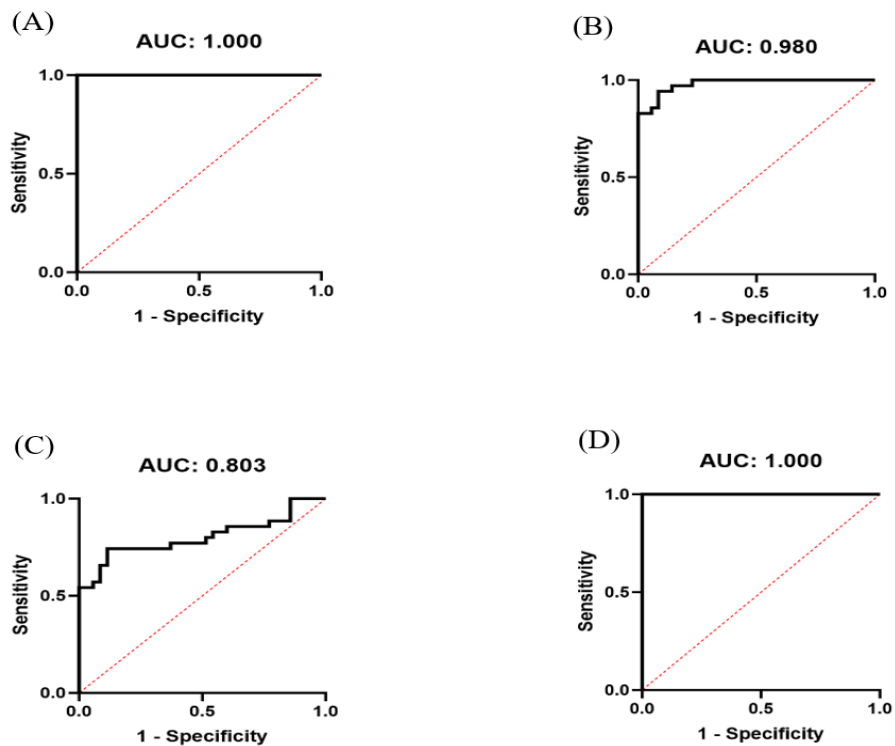 (A)
AUC: 1.000
1.0
0.5
0.0
Sensitivity
0.0 0.5 1.0
1 - Specificity
(B)
AUC: 0.980
1.0
0.5
0.0
Sensitivity
0.0 0.5 1.0
1 - Specificity
(C)
AUC: 0.803
1.0
0.5
0.0
Sensitivity
0.0 0.5 1.0
1 - Specificity
(D)
AUC: 1.000
1.0
0.5
0.0
Sensitivity
0.0 0.5 1.0
1 - Specificity